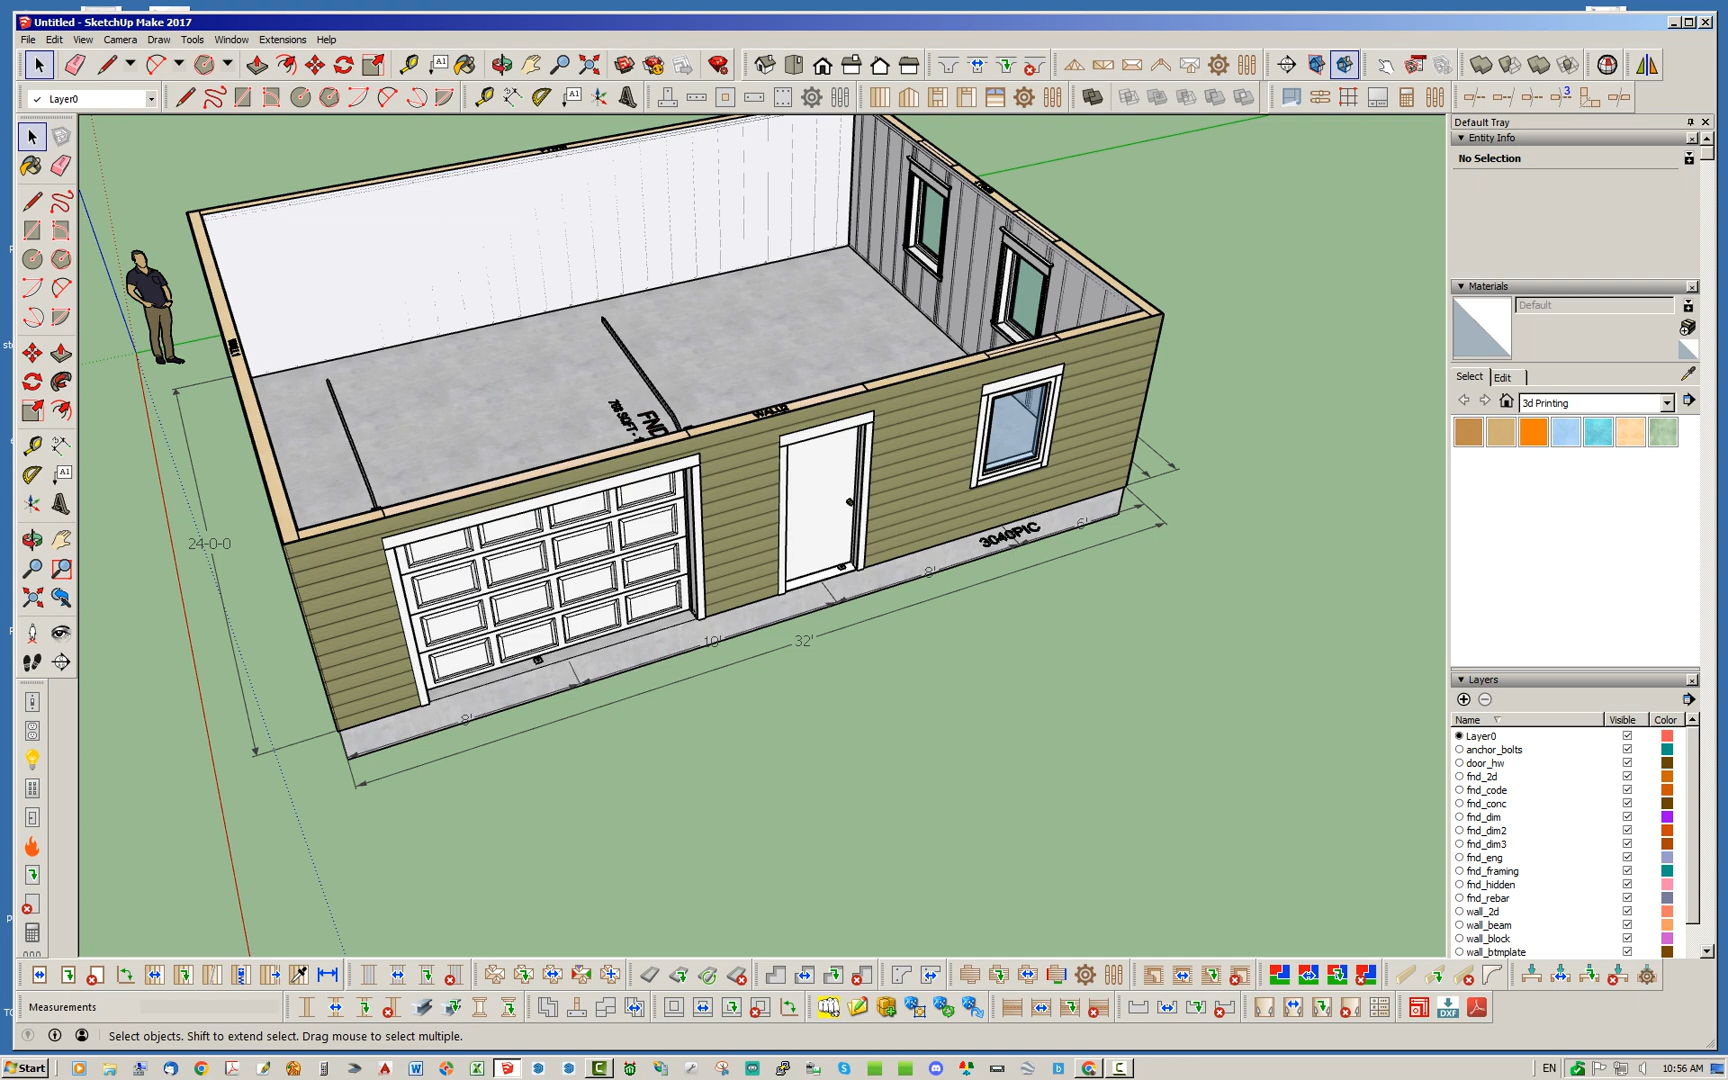 Untitled - SketchUp Make 2017
File Edit View Camera Draw Tools Window Extensions Help
Layer0
Default Tray
Entity Info
No Selection
Materials
Default
Select Edit
3d Printing
Layers
Name Visible Color
Layer0
anchor_bolts
door_hw
fnd_2d
fnd_code
fnd_conc
fnd_dim
fnd_dim2
fnd_dim3
fnd_eng
fnd_framing
fnd_hidden
fnd_rebar
wall_2d
wall_beam
wall_block
wall_btmplate
24-0-0
FND
3040PIC
6'
8'
10'
32'
8'
Measurements
Select objects. Shift to extend select. Drag mouse to select multiple.
Start
EN
10:56 AM